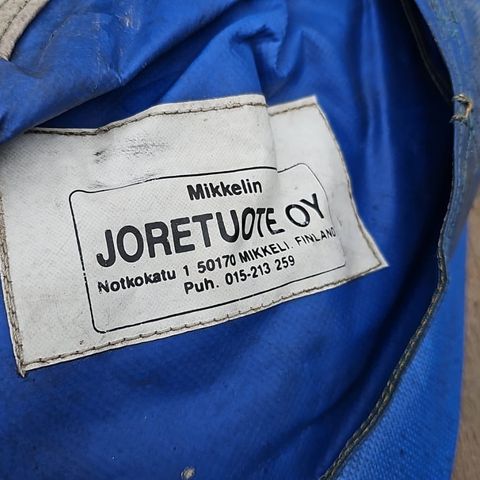 Mikkelin
JORETUOTE OY
Notkokatu 1 50170 MIKKELI. FINLAND
Puh. 015-213 259